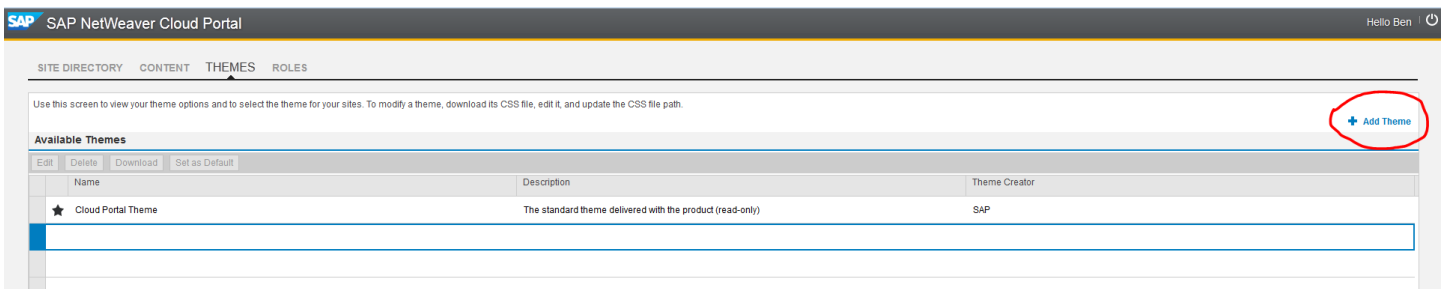 SAP SAP NetWeaver Cloud Portal Hello Ben
SITE DIRECTORY CONTENT THEMES ROLES
Use this screen to view your theme options and to select the theme for your sites. To modify a theme, download its CSS file, edit it, and update the CSS file path.
+ Add Theme
Available Themes
Edit Delete Download Set as Default
Name Description Theme Creator
Cloud Portal Theme The standard theme delivered with the product (read-only) SAP